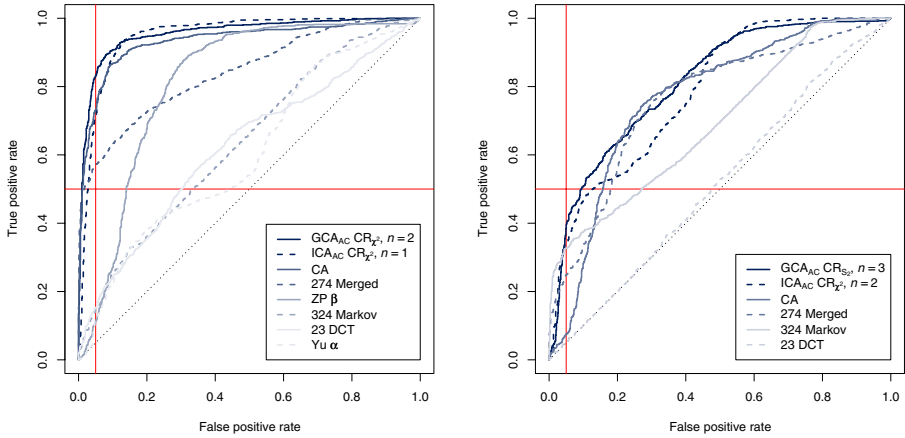 True positive rate
1.0
0.8
0.6
0.4
0.2
0.0
GCA_AC CR_χ², n = 2
ICA_AC CR_χ², n = 1
CA
274 Merged
ZP β
324 Markov
23 DCT
Yu α
0.0 0.2 0.4 0.6 0.8 1.0
False positive rate
True positive rate
1.0
0.8
0.6
0.4
0.2
0.0
GCA_AC CR_S₂, n = 3
ICA_AC CR_χ², n = 2
CA
274 Merged
324 Markov
23 DCT
0.0 0.2 0.4 0.6 0.8 1.0
False positive rate